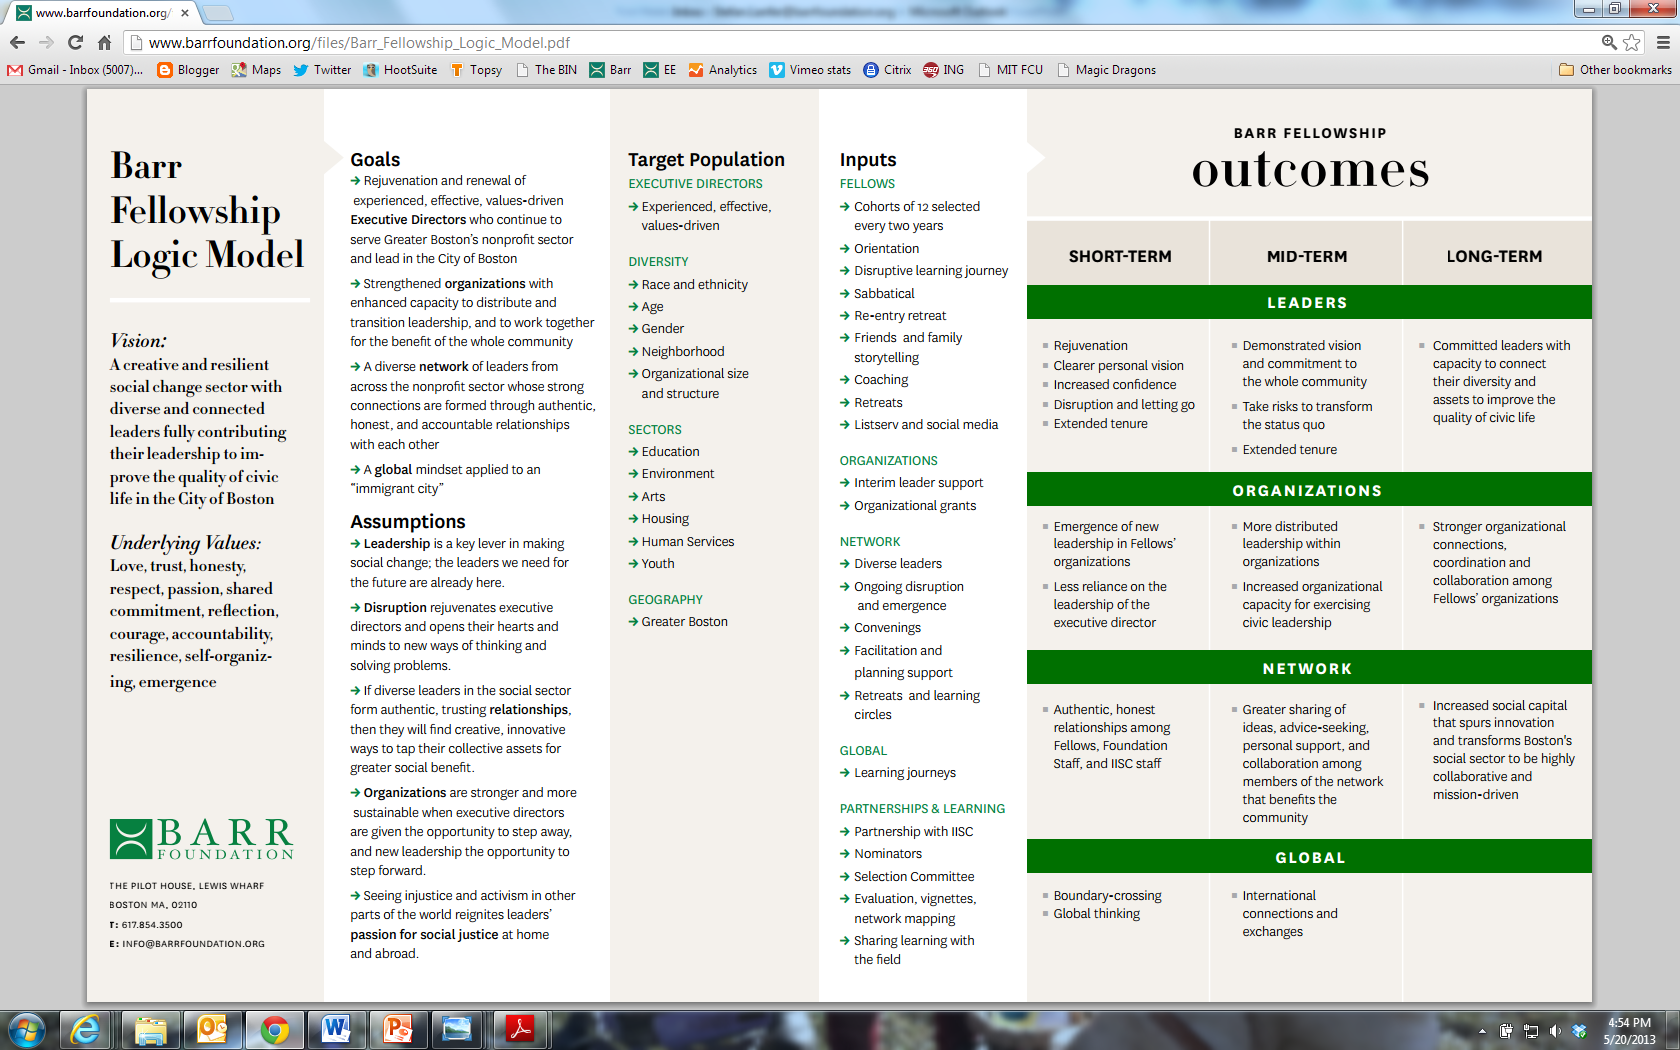 www.barrfoundation.org/
www.barrfoundation.org/files/Barr_Fellowship_Logic_Model.pdf
Gmail - Inbox (5007)...
Blogger
Maps
Twitter
HootSuite
Topsy
The BIN
Barr
EE
Analytics
Vimeo stats
Citrix
ING
MIT FCU
Magic Dragons
Other bookmarks
Barr
Fellowship
Logic Model
Vision:
A creative and resilient
social change sector with
diverse and connected
leaders fully contributing
their leadership to im-
prove the quality of civic
life in the City of Boston
Underlying Values:
Love, trust, honesty,
respect, passion, shared
commitment, reflection,
courage, accountability,
resilience, self-organiz-
ing, emergence
BARR
FOUNDATION
THE PILOT HOUSE, LEWIS WHARF
BOSTON MA, 02110
T: 617.854.3500
E: INFO@BARRFOUNDATION.ORG
Goals
→ Rejuvenation and renewal of
experienced, effective, values-driven
Executive Directors who continue to
serve Greater Boston's nonprofit sector
and lead in the City of Boston
→ Strengthened organizations with
enhanced capacity to distribute and
transition leadership, and to work together
for the benefit of the whole community
→ A diverse network of leaders from
across the nonprofit sector whose strong
connections are formed through authentic,
honest, and accountable relationships
with each other
→ A global mindset applied to an
“immigrant city”
Assumptions
→ Leadership is a key lever in making
social change; the leaders we need for
the future are already here.
→ Disruption rejuvenates executive
directors and opens their hearts and
minds to new ways of thinking and
solving problems.
→ If diverse leaders in the social sector
form authentic, trusting relationships,
then they will find creative, innovative
ways to tap their collective assets for
greater social benefit.
→ Organizations are stronger and more
sustainable when executive directors
are given the opportunity to step away,
and new leadership the opportunity to
step forward.
→ Seeing injustice and activism in other
parts of the world reignites leaders'
passion for social justice at home
and abroad.
Target Population
EXECUTIVE DIRECTORS
→ Experienced, effective,
values-driven
DIVERSITY
→ Race and ethnicity
→ Age
→ Gender
→ Neighborhood
→ Organizational size
and structure
SECTORS
→ Education
→ Environment
→ Arts
→ Housing
→ Human Services
→ Youth
GEOGRAPHY
→ Greater Boston
Inputs
FELLOWS
→ Cohorts of 12 selected
every two years
→ Orientation
→ Disruptive learning journey
→ Sabbatical
→ Re-entry retreat
→ Friends and family
storytelling
→ Coaching
→ Retreats
→ Listserv and social media
ORGANIZATIONS
→ Interim leader support
→ Organizational grants
NETWORK
→ Diverse leaders
→ Ongoing disruption
and emergence
→ Convenings
→ Facilitation and
planning support
→ Retreats and learning
circles
GLOBAL
→ Learning journeys
PARTNERSHIPS & LEARNING
→ Partnership with IISC
→ Nominators
→ Selection Committee
→ Evaluation, vignettes,
network mapping
→ Sharing learning with
the field
BARR FELLOWSHIP
outcomes
SHORT-TERM
MID-TERM
LONG-TERM
LEADERS
Rejuvenation
Clearer personal vision
Increased confidence
Disruption and letting go
Extended tenure
Demonstrated vision
and commitment to
the whole community
Take risks to transform
the status quo
Extended tenure
Committed leaders with
capacity to connect
their diversity and
assets to improve the
quality of civic life
ORGANIZATIONS
Emergence of new
leadership in Fellows'
organizations
Less reliance on the
leadership of the
executive director
More distributed
leadership within
organizations
Increased organizational
capacity for exercising
civic leadership
Stronger organizational
connections,
coordination and
collaboration among
Fellows' organizations
NETWORK
Authentic, honest
relationships among
Fellows, Foundation
Staff, and IISC staff
Greater sharing of
ideas, advice-seeking,
personal support, and
collaboration among
members of the network
that benefits the
community
Increased social capital
that spurs innovation
and transforms Boston's
social sector to be highly
collaborative and
mission-driven
GLOBAL
Boundary-crossing
Global thinking
International
connections and
exchanges
4:54 PM
5/20/2013